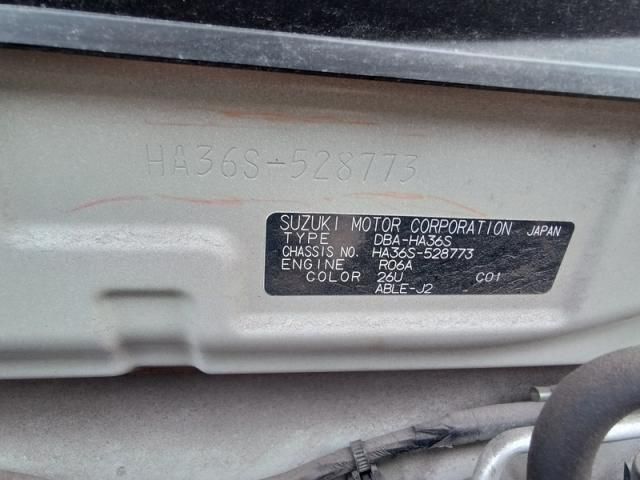 HA36S-528773
SUZUKI MOTOR CORPORATION JAPAN
TYPE DBA-HA36S
CHASSIS NO. HA36S-528773
ENGINE R06A
COLOR 26U C01
ABLE-J2 -